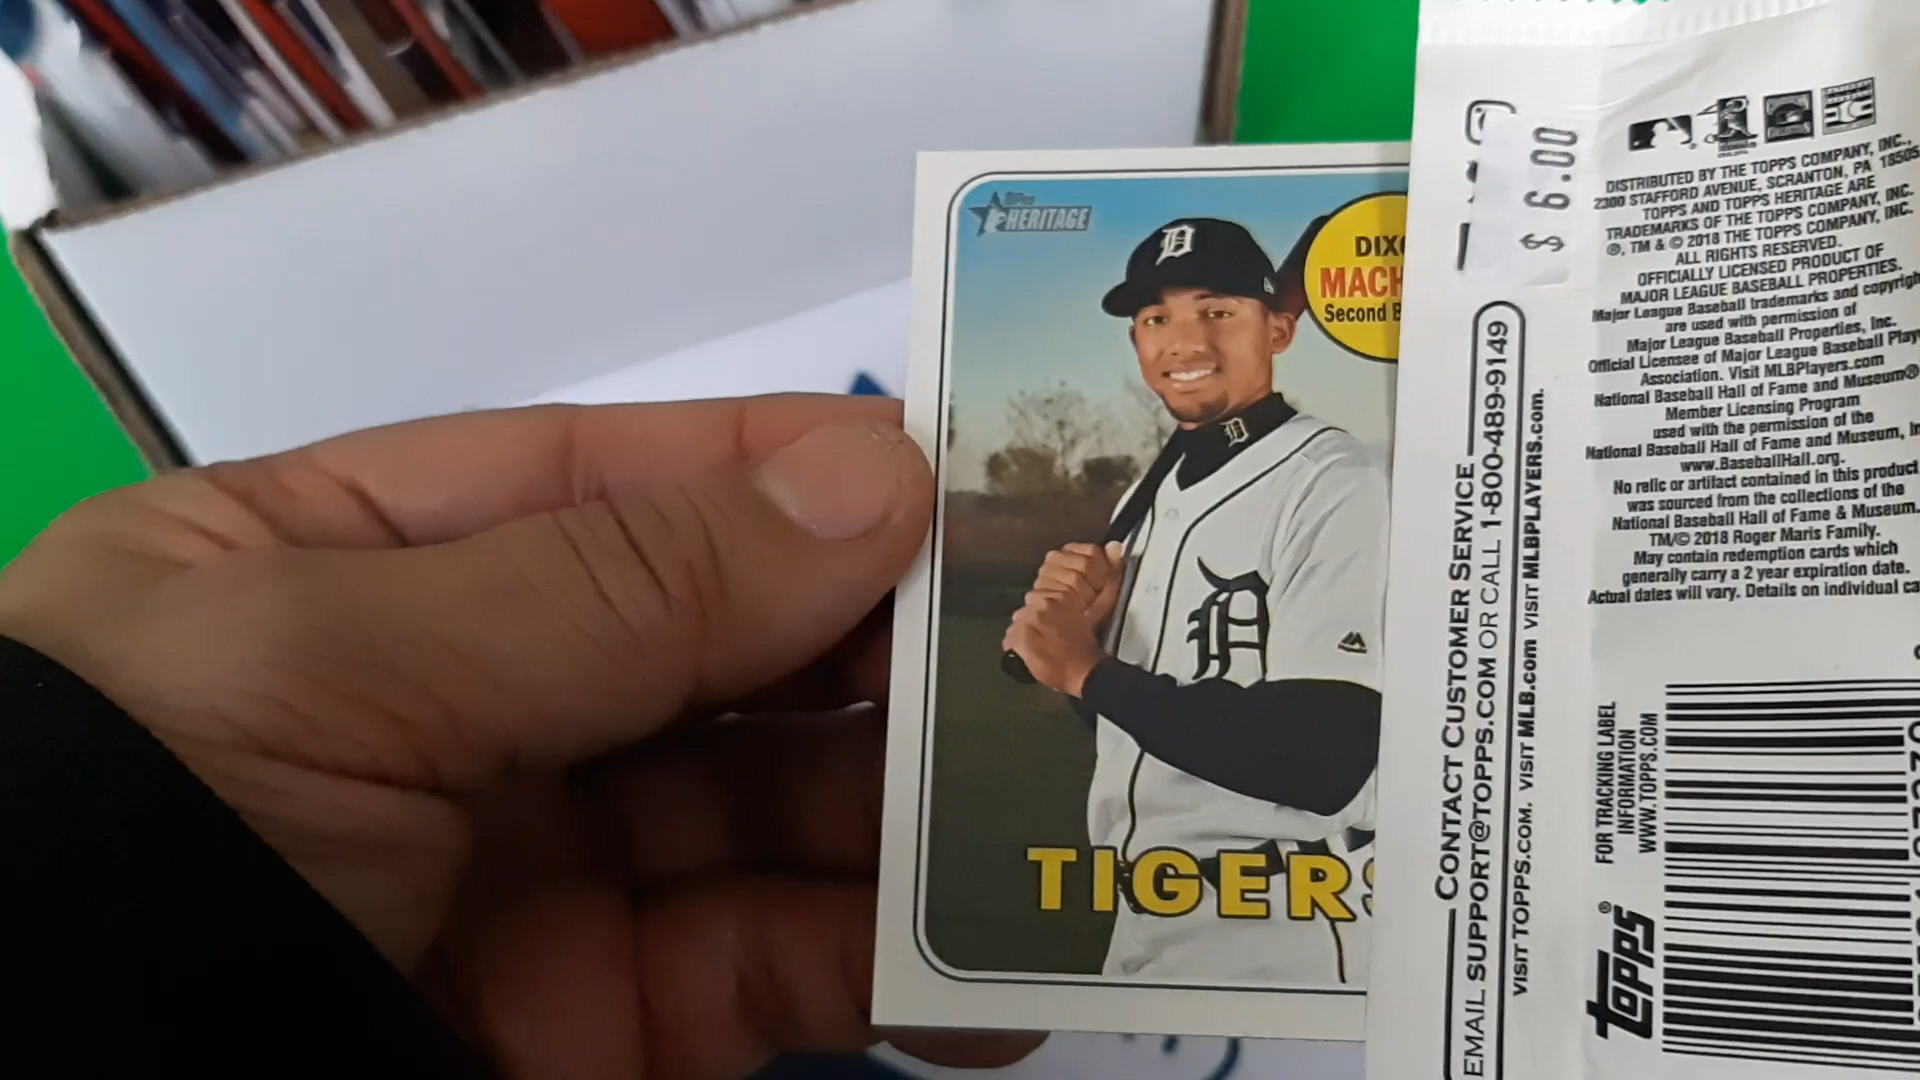 Topps
HERITAGE
DIX
MACH
Second B
TIGERS
$ 6.00
DISTRIBUTED BY THE TOPPS COMPANY, INC.,
2300 STAFFORD AVENUE, SCRANTON, PA 18505
TOPPS AND TOPPS HERITAGE ARE
TRADEMARKS OF THE TOPPS COMPANY, INC.
®, TM & © 2018 THE TOPPS COMPANY, INC.
ALL RIGHTS RESERVED.
OFFICIALLY LICENSED PRODUCT OF
MAJOR LEAGUE BASEBALL PROPERTIES.
Major League Baseball trademarks and copyrigh
are used with permission of
Major League Baseball Properties, Inc.
Official Licensee of Major League Baseball Play
Association. Visit MLBPlayers.com
National Baseball Hall of Fame and Museum®
Member Licensing Program
used with the permission of the
National Baseball Hall of Fame and Museum, In
www.BaseballHall.org.
No relic or artifact contained in this product
was sourced from the collections of the
National Baseball Hall of Fame & Museum.
TM/© 2018 Roger Maris Family.
May contain redemption cards which
generally carry a 2 year expiration date.
Actual dates will vary. Details on individual ca
CONTACT CUSTOMER SERVICE
EMAIL SUPPORT@TOPPS.COM OR CALL 1-800-489-9149
VISIT TOPPS.COM. VISIT MLB.com VISIT MLBPLAYERS.com.
FOR TRACKING LABEL
INFORMATION
WWW.TOPPS.COM
topps®